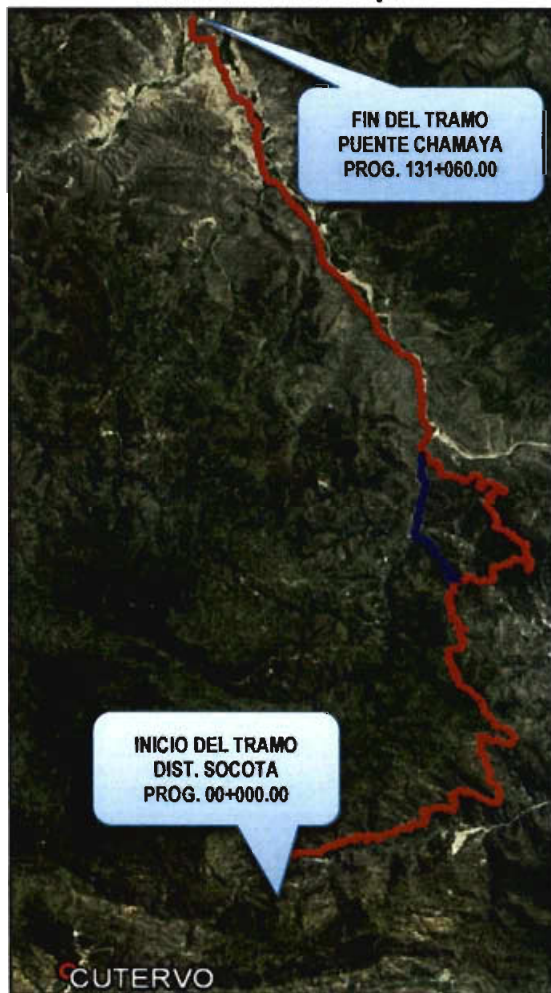 FIN DEL TRAMO
PUENTE CHAMAYA
PROG. 131+060.00
INICIO DEL TRAMO
DIST. SOCOTA
PROG. 00+000.00
CUTERVO